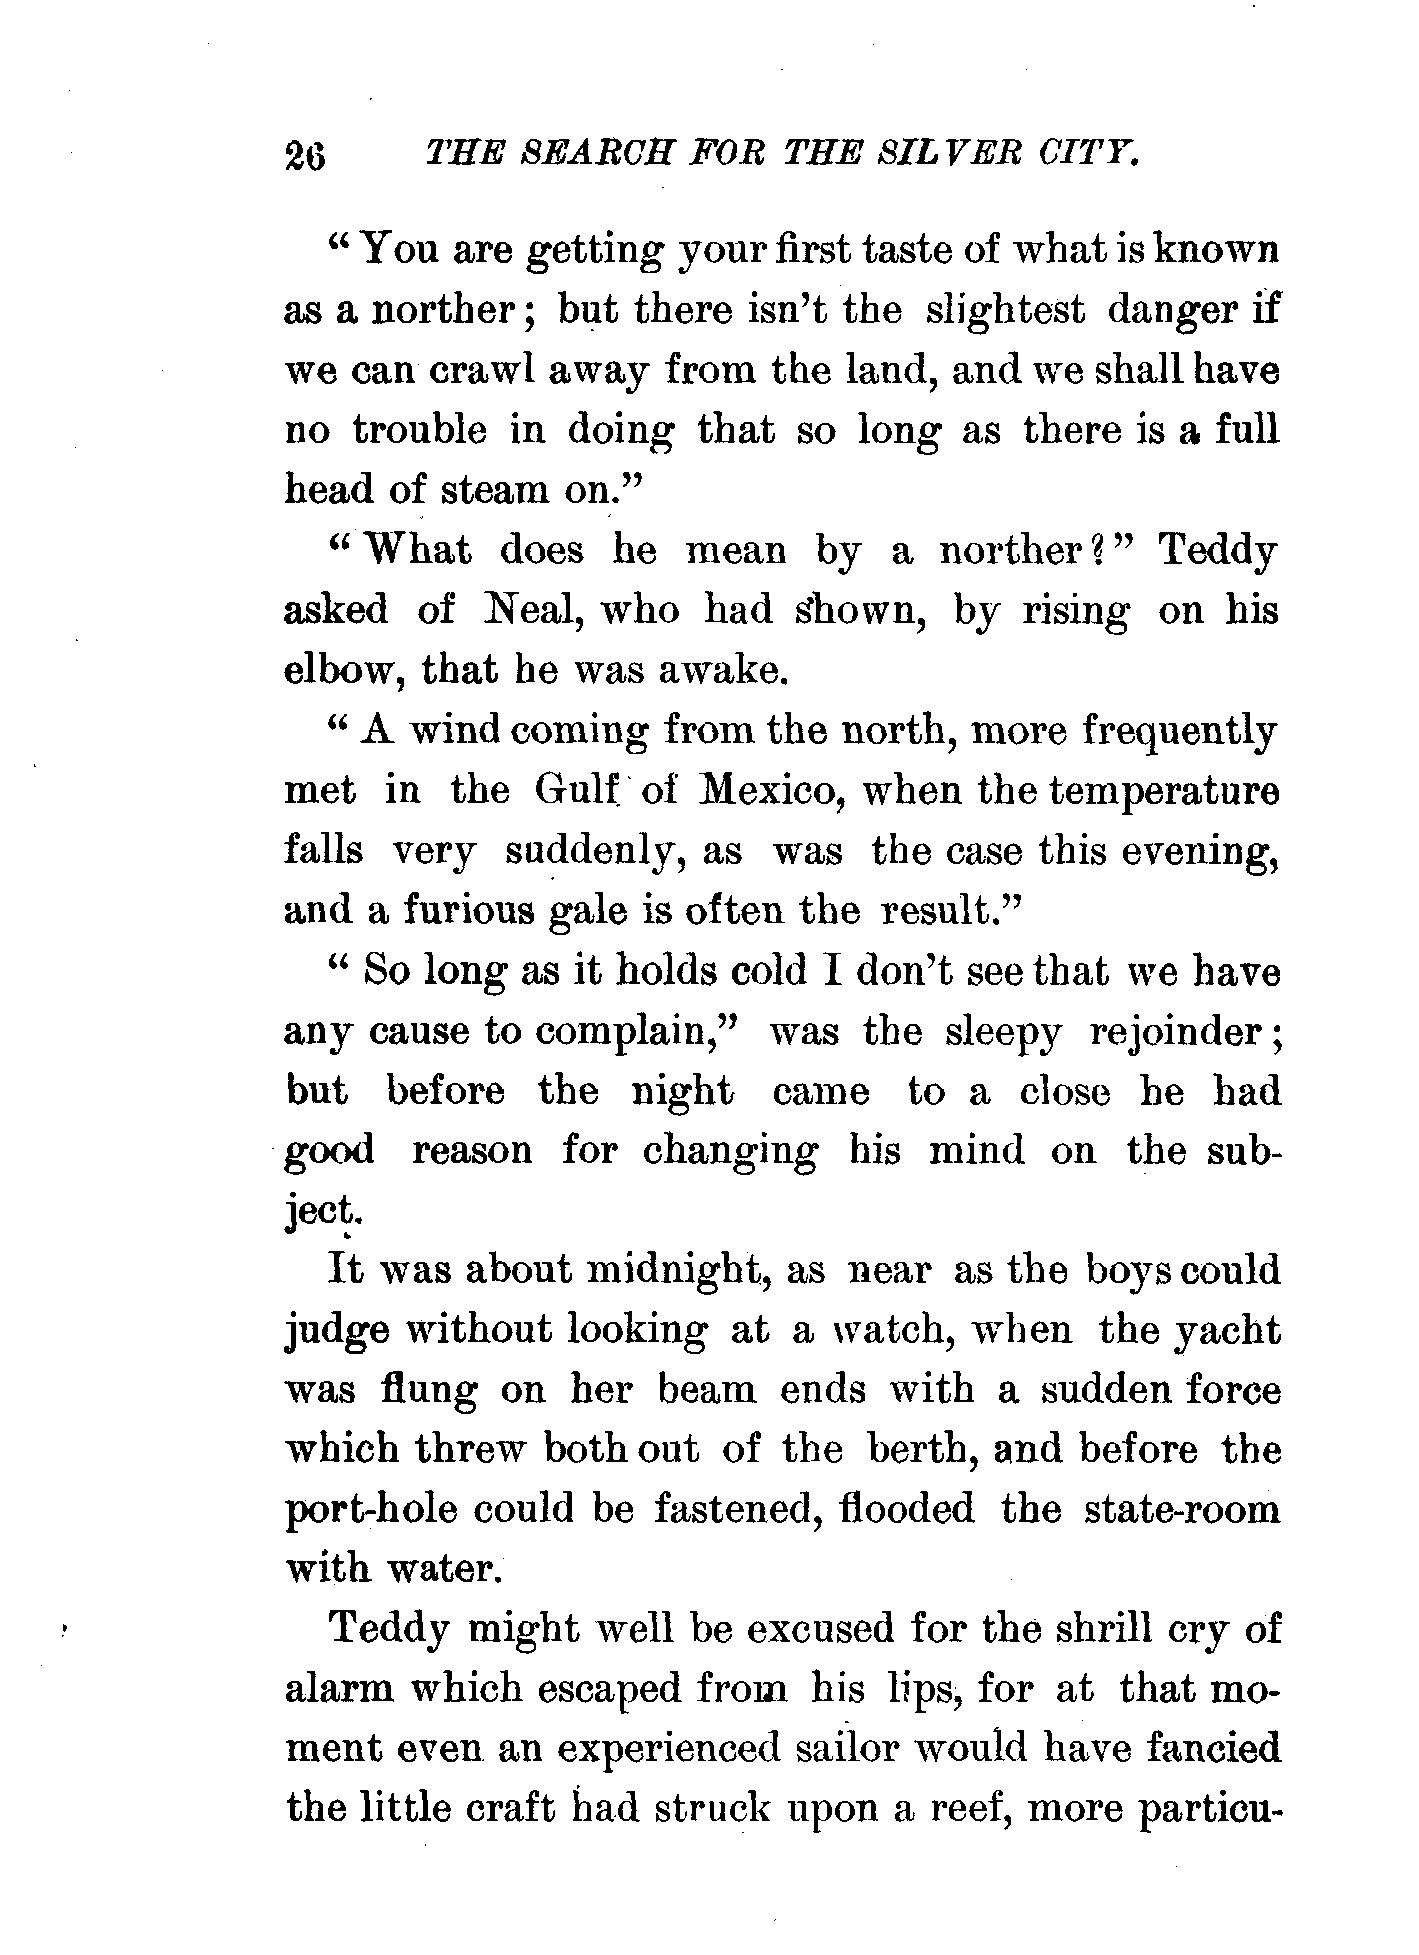 26 THE SEARCH FOR THE SILVER CITY.
“You are getting your first taste of what is known
as a norther; but there isn’t the slightest danger if
we can crawl away from the land, and we shall have
no trouble in doing that so long as there is a full
head of steam on.”
“What does he mean by a norther?” Teddy
asked of Neal, who had shown, by rising on his
elbow, that he was awake.
“A wind coming from the north, more frequently
met in the Gulf of Mexico, when the temperature
falls very suddenly, as was the case this evening,
and a furious gale is often the result.”
“So long as it holds cold I don’t see that we have
any cause to complain,” was the sleepy rejoinder;
but before the night came to a close he had
good reason for changing his mind on the sub-
ject.
It was about midnight, as near as the boys could
judge without looking at a watch, when the yacht
was flung on her beam ends with a sudden force
which threw both out of the berth, and before the
port-hole could be fastened, flooded the state-room
with water.
Teddy might well be excused for the shrill cry of
alarm which escaped from his lips, for at that mo-
ment even an experienced sailor would have fancied
the little craft had struck upon a reef, more particu-